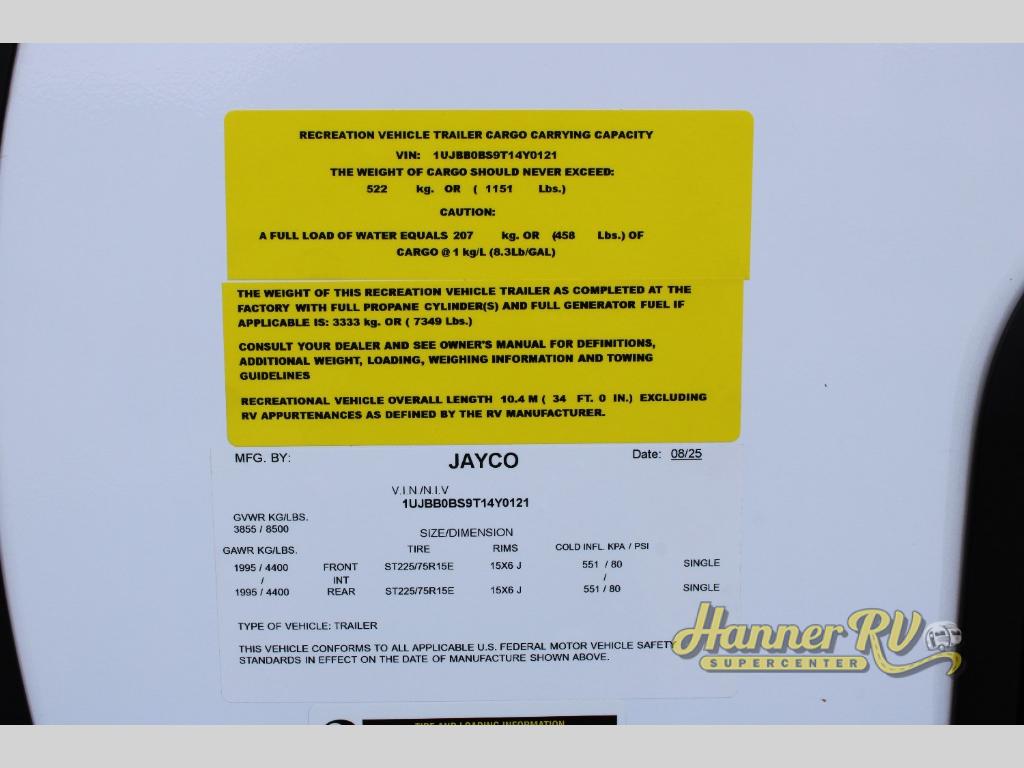 RECREATION VEHICLE TRAILER CARGO CARRYING CAPACITY
VIN: 1UJBB0BS9T14Y0121
THE WEIGHT OF CARGO SHOULD NEVER EXCEED:
522 kg. OR ( 1151 Lbs.)
CAUTION:
A FULL LOAD OF WATER EQUALS 207 kg. OR (458 Lbs.) OF
CARGO @ 1 kg/L (8.3Lb/GAL)
THE WEIGHT OF THIS RECREATION VEHICLE TRAILER AS COMPLETED AT THE
FACTORY WITH FULL PROPANE CYLINDER(S) AND FULL GENERATOR FUEL IF
APPLICABLE IS: 3333 kg. OR ( 7349 Lbs.)
CONSULT YOUR DEALER AND SEE OWNER'S MANUAL FOR DEFINITIONS,
ADDITIONAL WEIGHT, LOADING, WEIGHING INFORMATION AND TOWING
GUIDELINES
RECREATIONAL VEHICLE OVERALL LENGTH 10.4 M ( 34 FT. 0 IN.) EXCLUDING
RV APPURTENANCES AS DEFINED BY THE RV MANUFACTURER.
MFG. BY: JAYCO Date: 08/25
V.I.N./N.I.V
1UJBB0BS9T14Y0121
GVWR KG/LBS.
3855 / 8500
SIZE/DIMENSION
GAWR KG/LBS. TIRE RIMS COLD INFL. KPA / PSI
1995 / 4400 FRONT ST225/75R15E 15X6 J 551 / 80 SINGLE
/ INT /
1995 / 4400 REAR ST225/75R15E 15X6 J 551 / 80 SINGLE
TYPE OF VEHICLE: TRAILER
THIS VEHICLE CONFORMS TO ALL APPLICABLE U.S. FEDERAL MOTOR VEHICLE SAFETY
STANDARDS IN EFFECT ON THE DATE OF MANUFACTURE SHOWN ABOVE.
Hanner RV
SUPERCENTER
TIRE AND LOADING INFORMATION